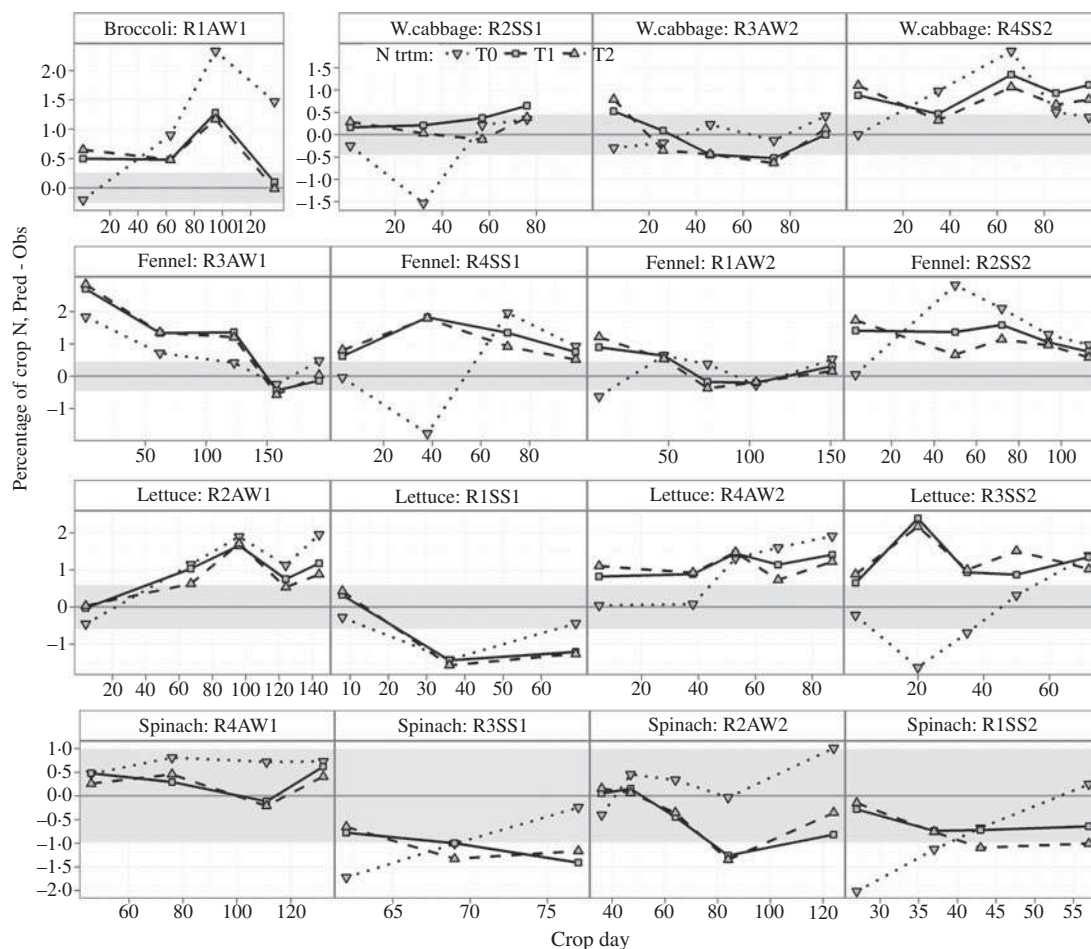 Broccoli: R1AW1
W.cabbage: R2SS1
W.cabbage: R3AW2
W.cabbage: R4SS2
N trtm: T0 T1 T2
2·0
1·5
1·0
0·5
0·0
1·5
1·0
0·5
0·0
−0·5
−1·0
−1·5
20 40 60 80 100 120
20 40 60 80
20 40 60 80
20 40 60 80
Fennel: R3AW1
Fennel: R4SS1
Fennel: R1AW2
Fennel: R2SS2
2
1
0
−1
50 100 150
20 40 60 80
50 100 150
20 40 60 80 100
Lettuce: R2AW1
Lettuce: R1SS1
Lettuce: R4AW2
Lettuce: R3SS2
2
1
0
−1
20 40 60 80 100 120 140
10 20 30 40 50 60
20 40 60 80
20 40 60
Spinach: R4AW1
Spinach: R3SS1
Spinach: R2AW2
Spinach: R1SS2
1·0
0·5
0·0
−0·5
−1·0
−1·5
−2·0
60 80 100 120
65 70 75
40 60 80 100 120
30 35 40 45 50 55
Percentage of crop N, Pred - Obs
Crop day